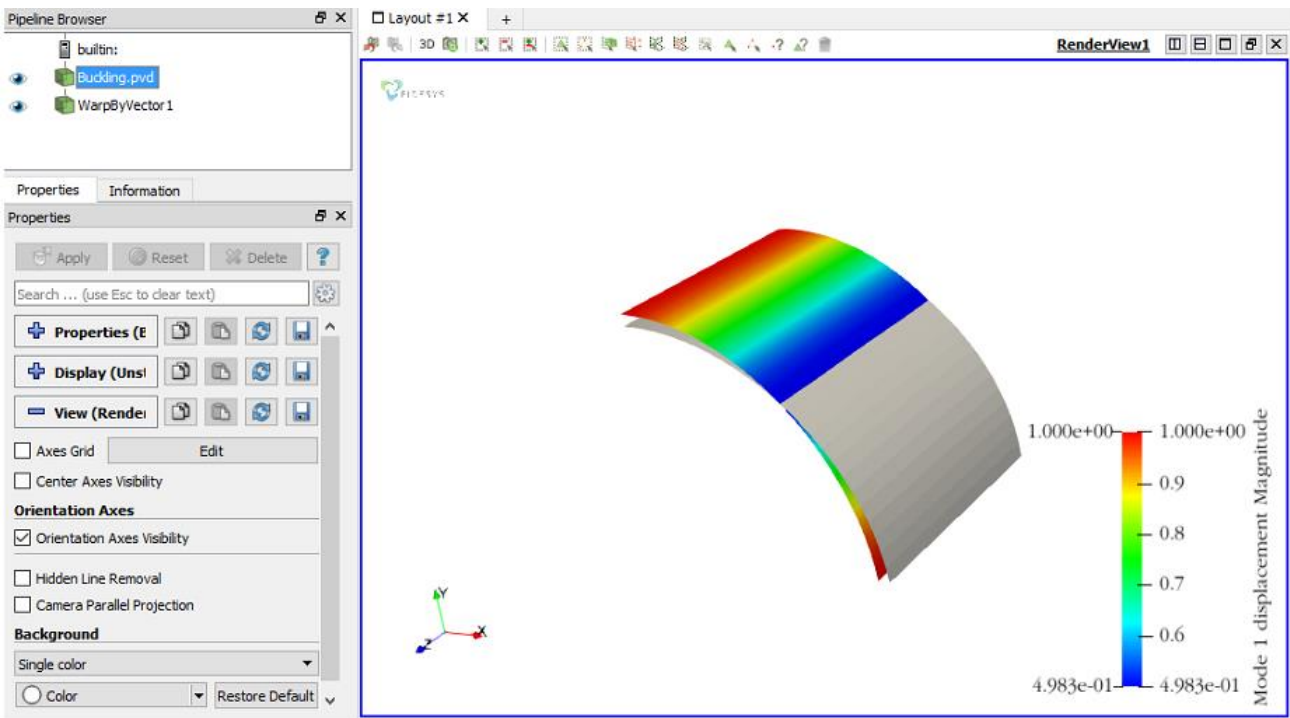 Pipeline Browser
builtin:
Buckling.pvd
WarpByVector1
Properties Information
Properties
Apply Reset Delete ?
Search ... (use Esc to clear text)
Properties (B
Display (Uns
View (Render
Axes Grid Edit
Center Axes Visibility
Orientation Axes
Orientation Axes Visibility
Hidden Line Removal
Camera Parallel Projection
Background
Single color
Color Restore Default
Layout #1 +
3D RenderView1
FIDESYS
Y
X
Z
1.000e+00 1.000e+00
0.9
0.8
0.7
0.6
4.983e-01 4.983e-01
Mode 1 displacement Magnitude